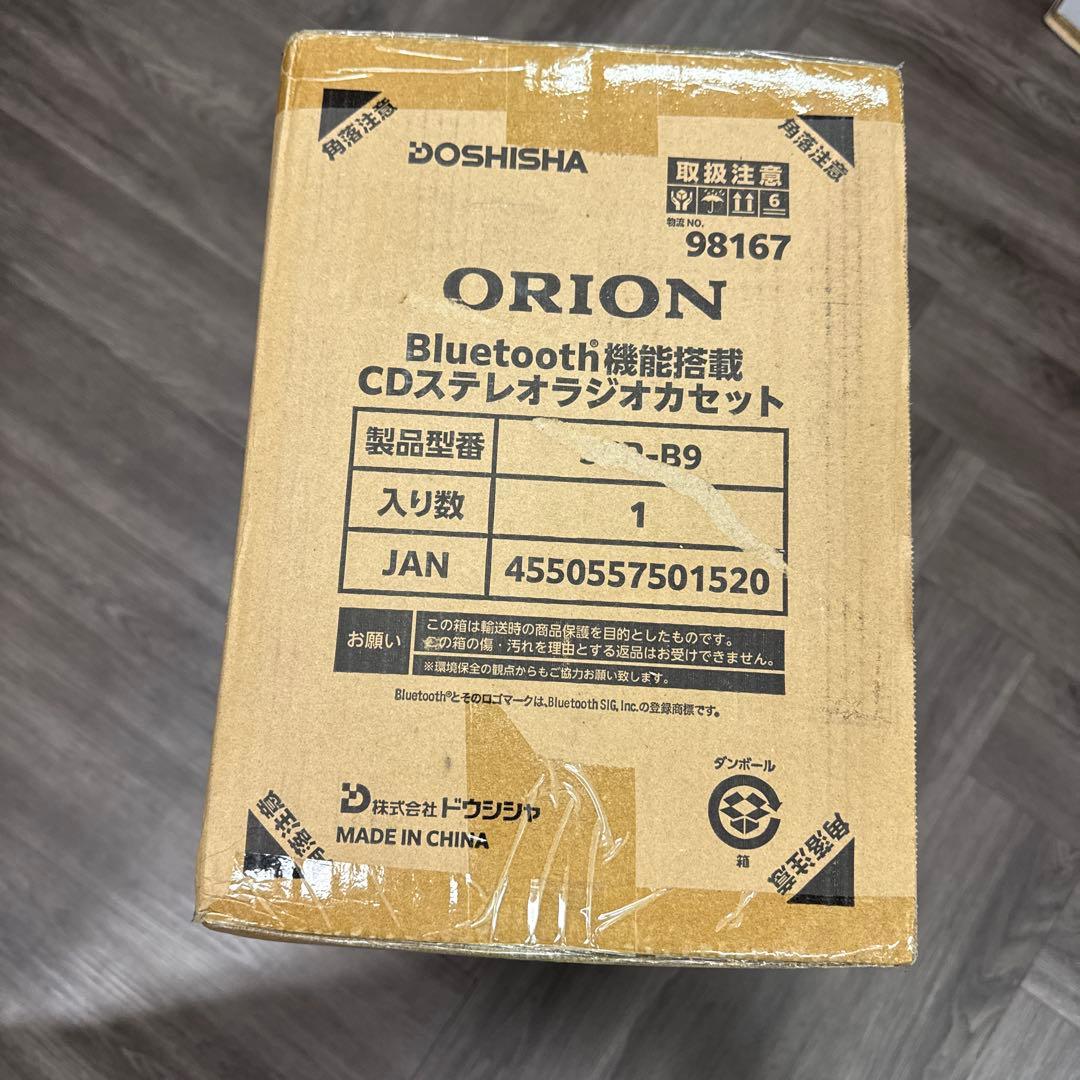 角落注意
DOSHISHA
角落注意
取扱注意
6
物流 NO.
98167
ORION
Bluetooth®機能搭載
CDステレオラジオカセット
製品型番 -B9
入り数 1
JAN 4550557501520
お願い
この箱は輸送時の商品保護を目的としたものです。
この箱の傷・汚れを理由とする返品はお受けできません。
※環境保全の観点からもご協力お願い致します。
Bluetooth®とそのロゴマークは、Bluetooth SIG, Inc.の登録商標です。
ダンボール
箱
株式会社 ドウシシャ
MADE IN CHINA
角落注意
角落注意